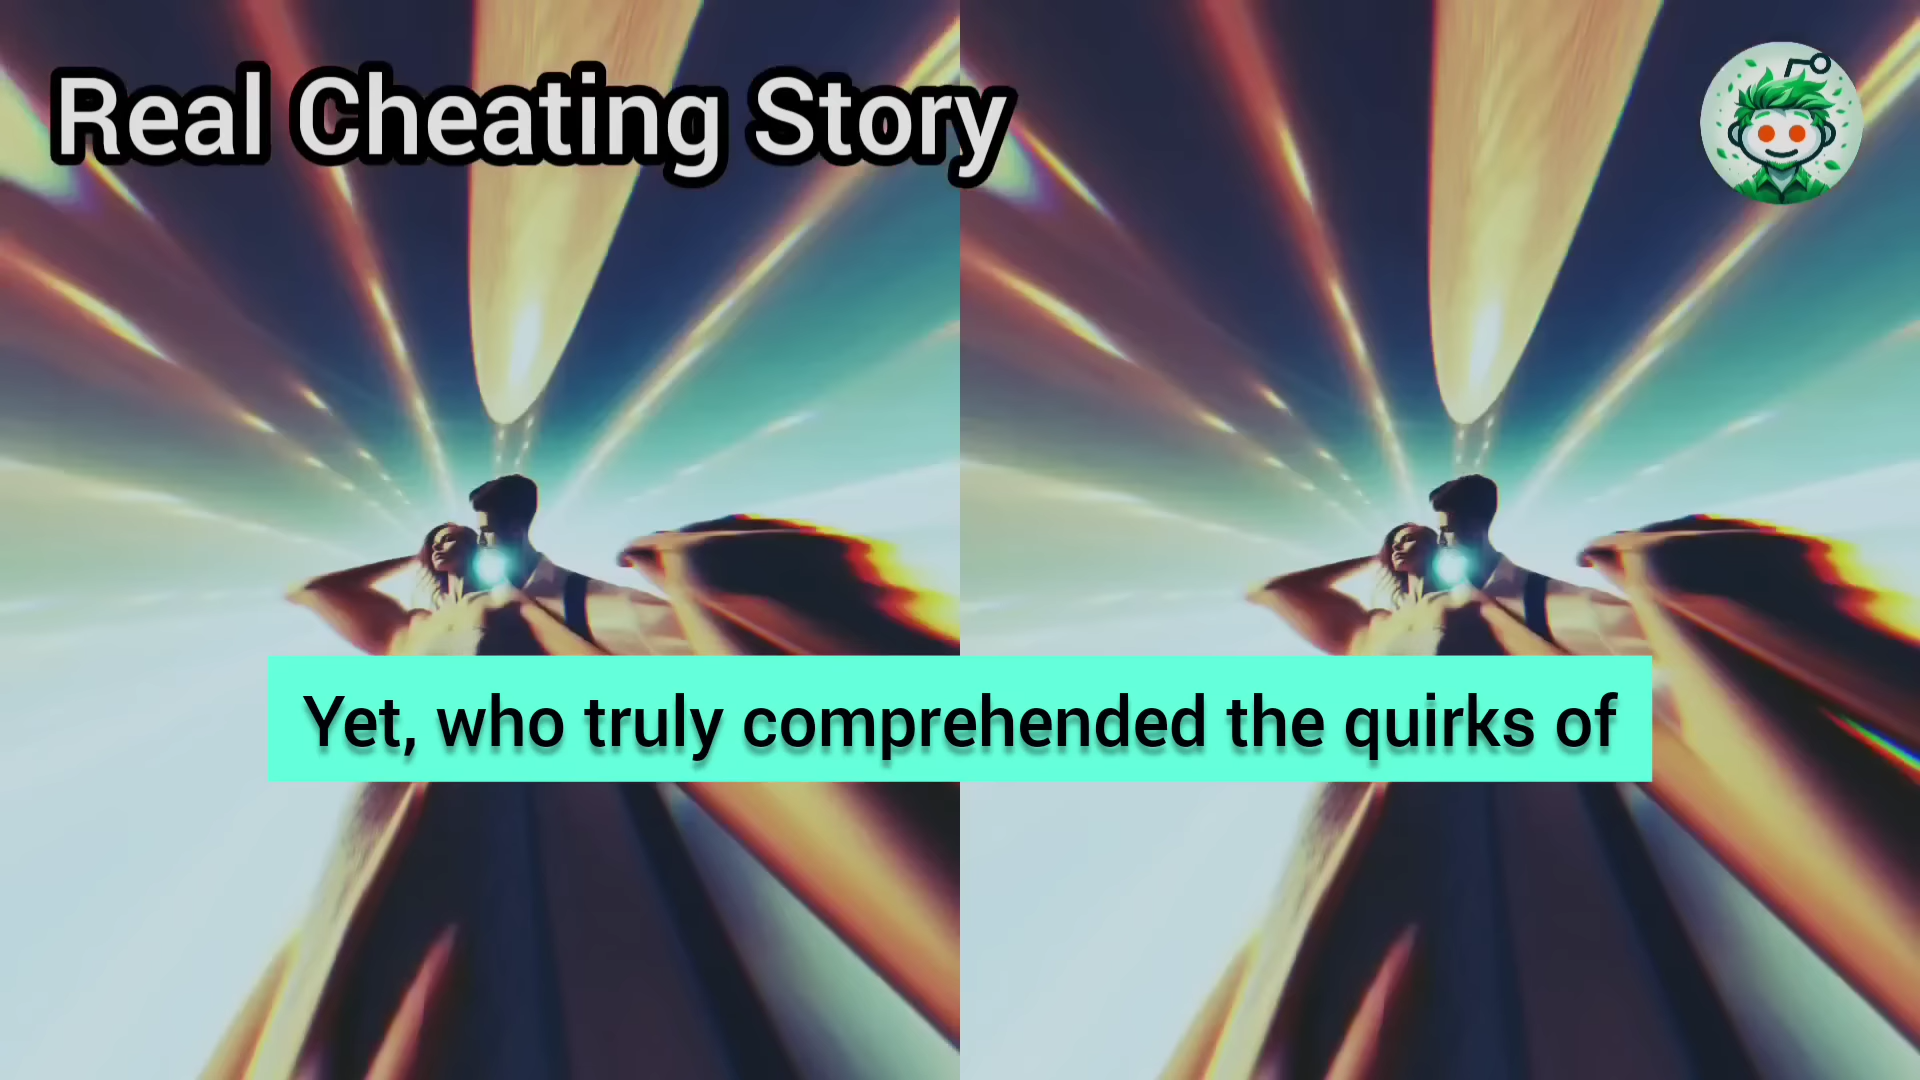 Real Cheating Story
Yet, who truly comprehended the quirks of